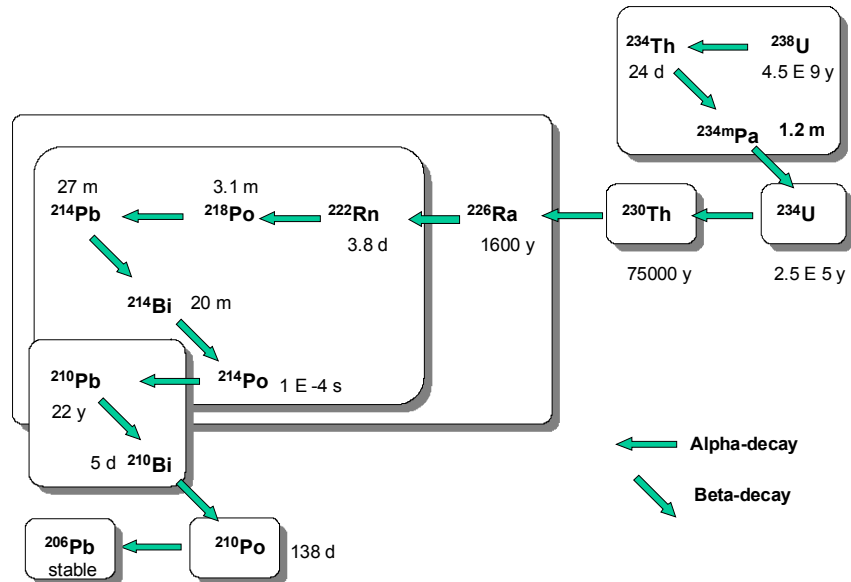 ²³⁴Th ²³⁸U
24 d 4.5 E 9 y
²³⁴ᵐPa 1.2 m
27 m 3.1 m
²¹⁴Pb ²¹⁸Po ²²²Rn ²²⁶Ra ²³⁰Th ²³⁴U
3.8 d 1600 y
75000 y 2.5 E 5 y
²¹⁴Bi 20 m
²¹⁰Pb ²¹⁴Po 1 E -4 s
22 y
5 d ²¹⁰Bi
Alpha-decay
Beta-decay
²⁰⁶Pb ²¹⁰Po 138 d
stable